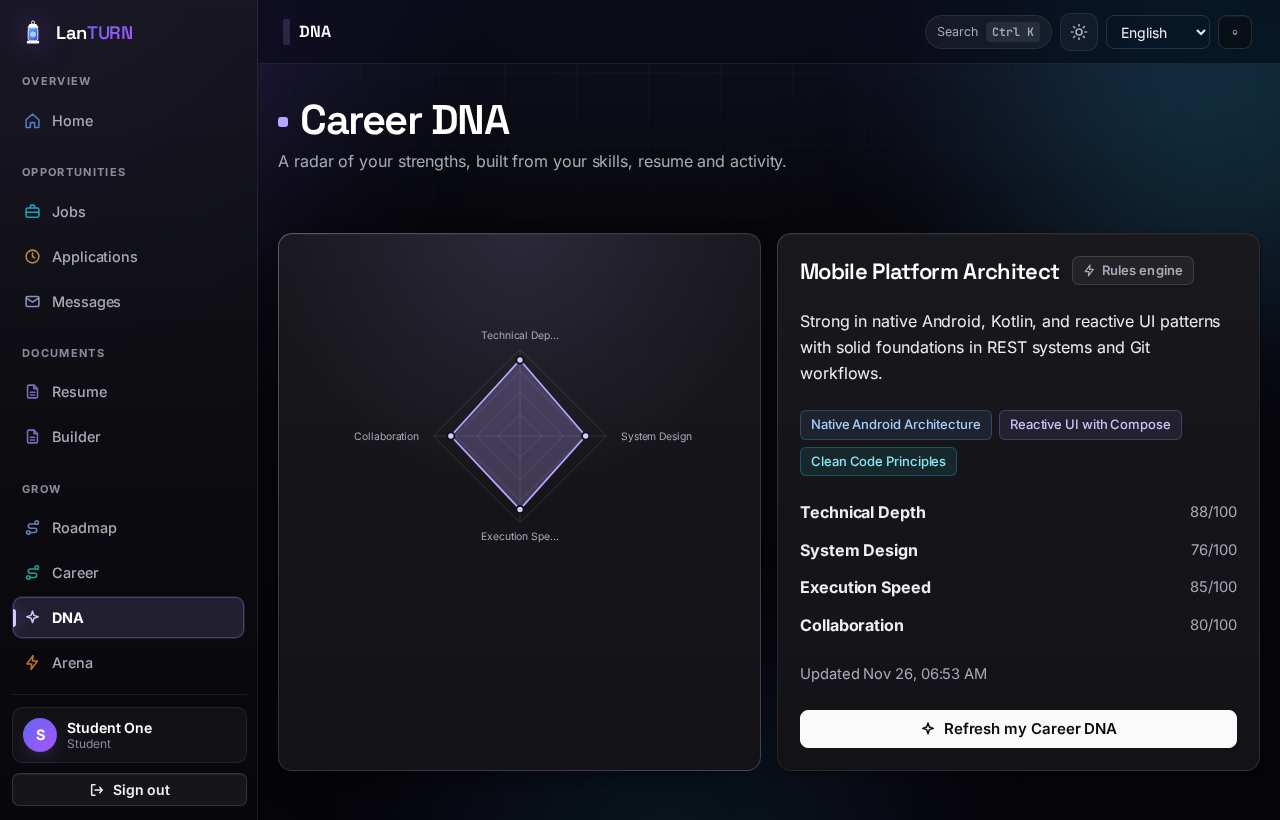 LanTURN
OVERVIEW
Home
OPPORTUNITIES
Jobs
Applications
Messages
DOCUMENTS
Resume
Builder
GROW
Roadmap
Career
DNA
Arena
S
Student One
Student
Sign out
DNA
Search Ctrl K
English
Career DNA
A radar of your strengths, built from your skills, resume and activity.
Technical Dep...
Collaboration
System Design
Execution Spe...
Mobile Platform Architect
Rules engine
Strong in native Android, Kotlin, and reactive UI patterns
with solid foundations in REST systems and Git
workflows.
Native Android Architecture
Reactive UI with Compose
Clean Code Principles
Technical Depth 88/100
System Design 76/100
Execution Speed 85/100
Collaboration 80/100
Updated Nov 26, 06:53 AM
Refresh my Career DNA